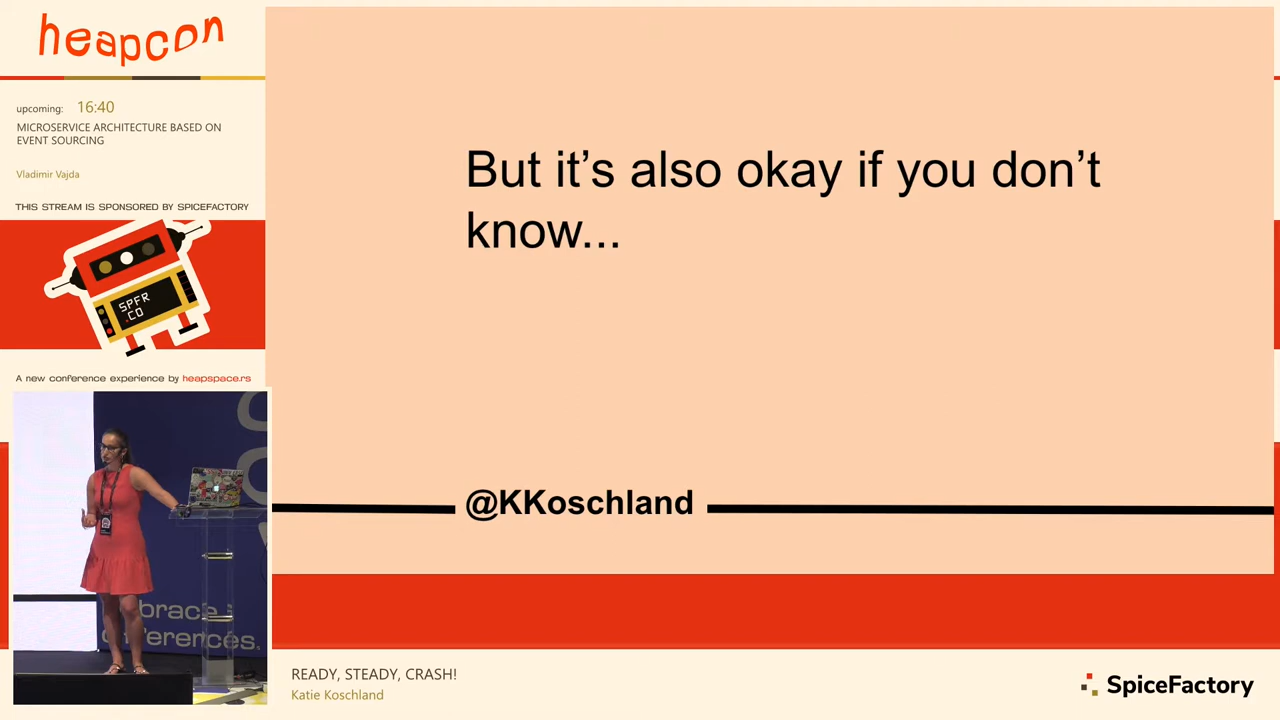 heapcon
upcoming: 16:40
MICROSERVICE ARCHITECTURE BASED ON
EVENT SOURCING
Vladimir Vajda
THIS STREAM IS SPONSORED BY SPICEFACTORY
SPFR
.CO
A new conference experience by heapspace.rs
But it's also okay if you don't
know...
@KKoschland
READY, STEADY, CRASH!
Katie Koschland
SpiceFactory